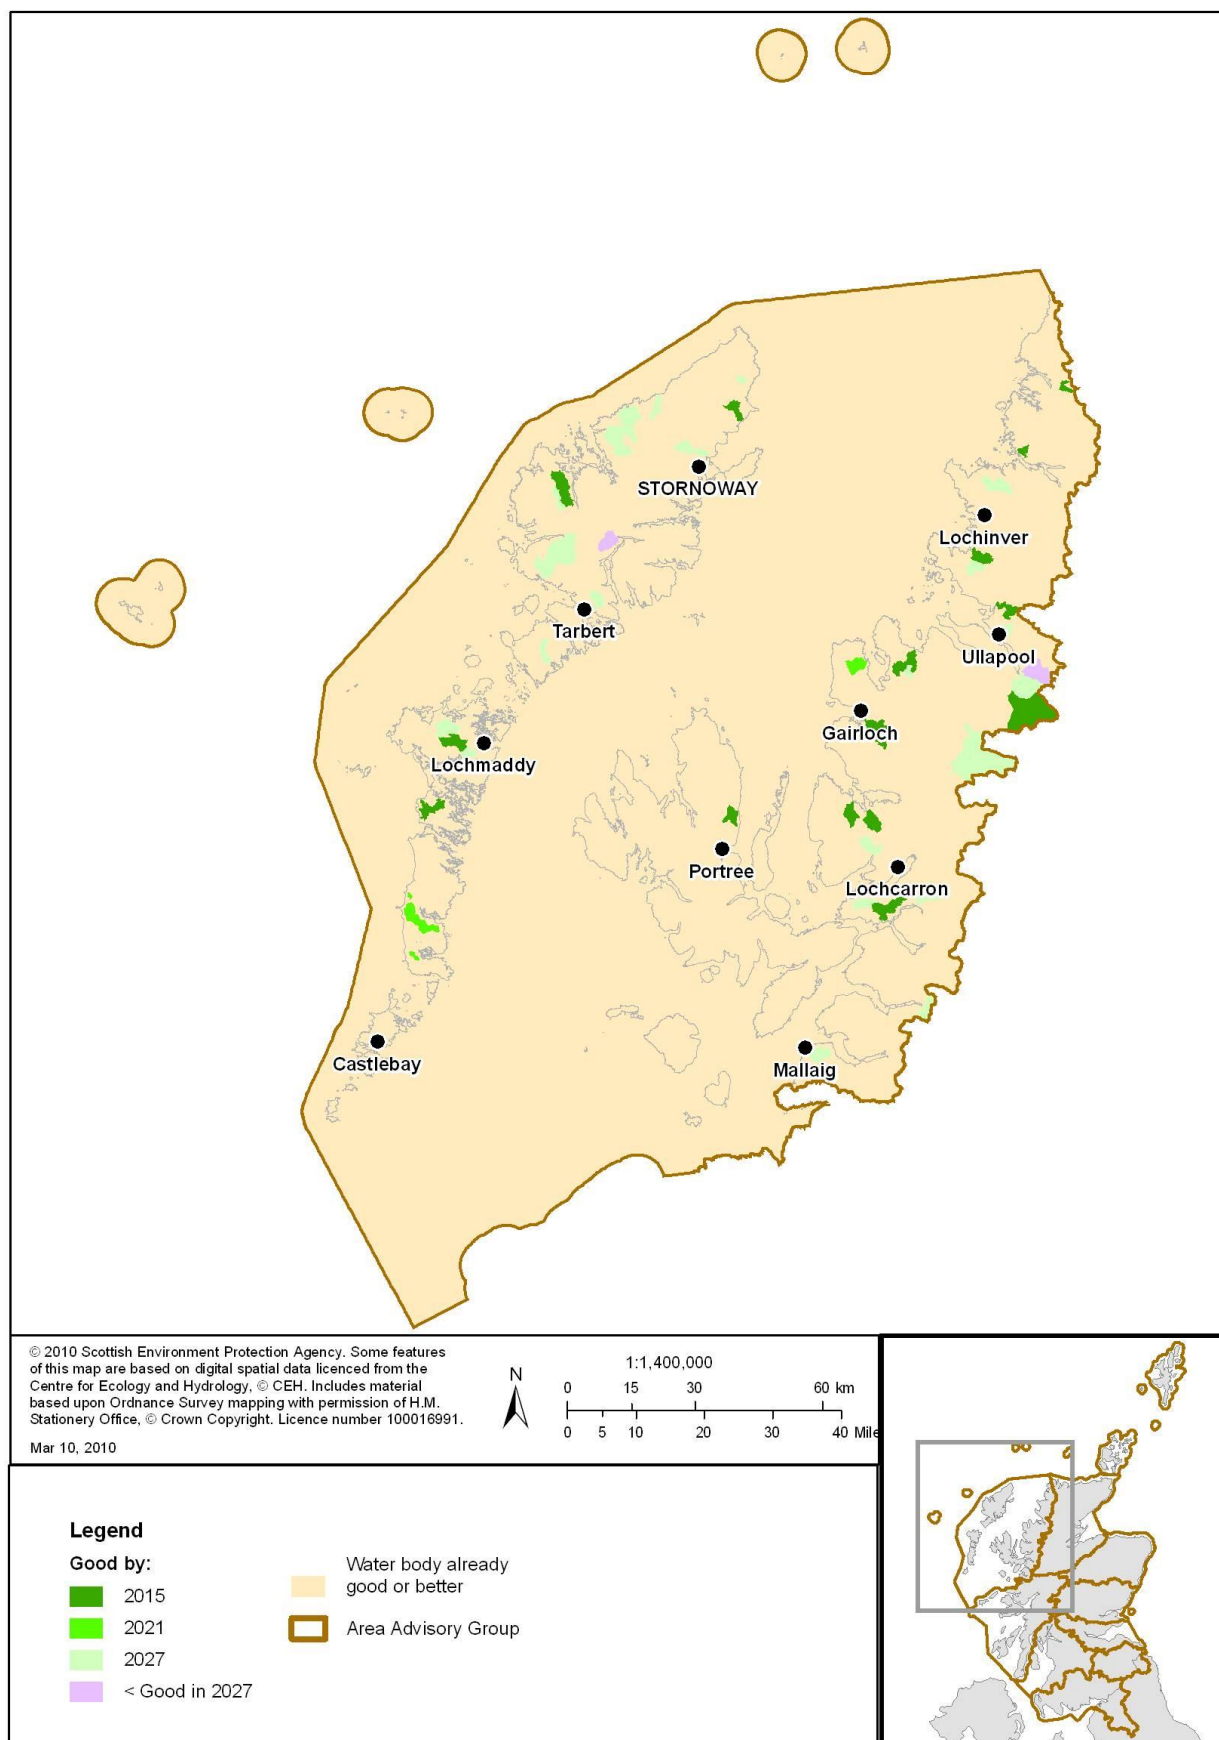 STORNOWAY
Lochinver
Tarbert
Ullapool
Gairloch
Lochmaddy
Portree
Lochcarron
Castlebay
Mallaig
© 2010 Scottish Environment Protection Agency. Some features
of this map are based on digital spatial data licenced from the
Centre for Ecology and Hydrology, © CEH. Includes material
based upon Ordnance Survey mapping with permission of H.M.
Stationery Office, © Crown Copyright. Licence number 100016991.
Mar 10, 2010
N
1:1,400,000
0 15 30 60 km
0 5 10 20 30 40 Mile
Legend
Good by:
2015
2021
2027
< Good in 2027
Water body already
good or better
Area Advisory Group